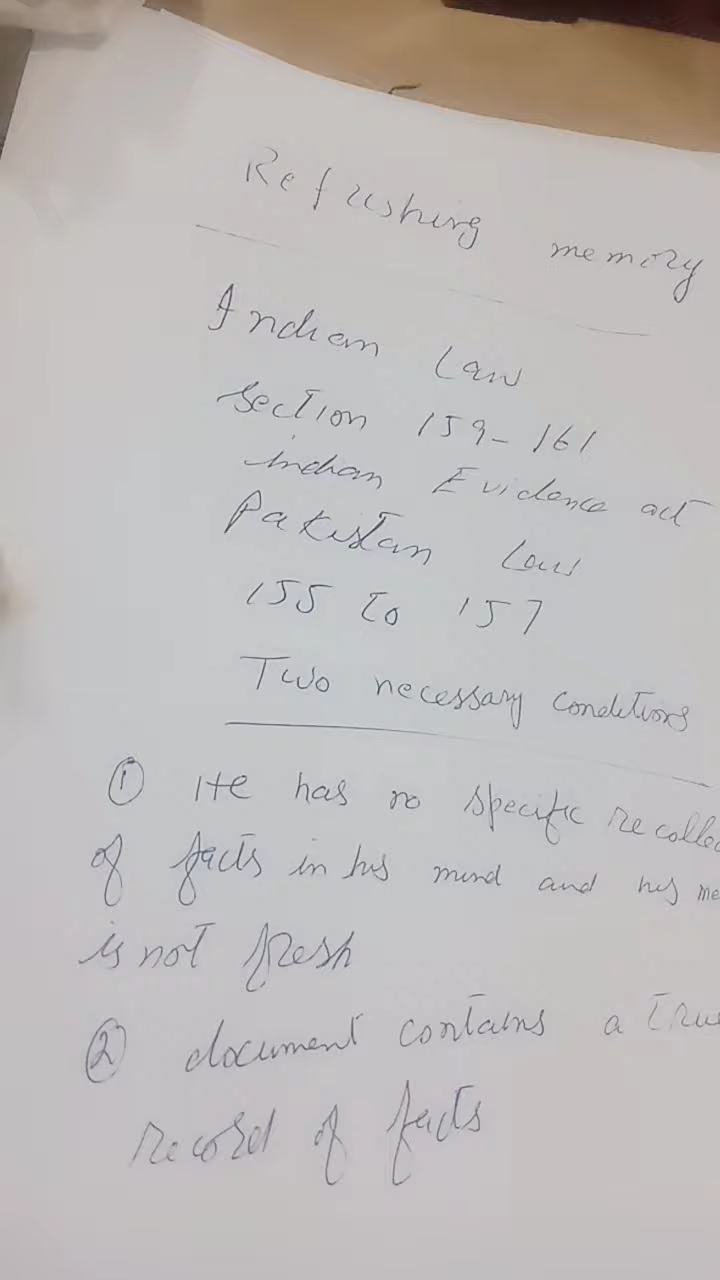 Refreshing memory
Indian Law
Section 159-161
indian Evidence act
Pakistan Law
155 to 157
Two necessary conditions
① He has no specific recollec
of facts in his mind and his me
is not fresh
② document contains a true
record of facts